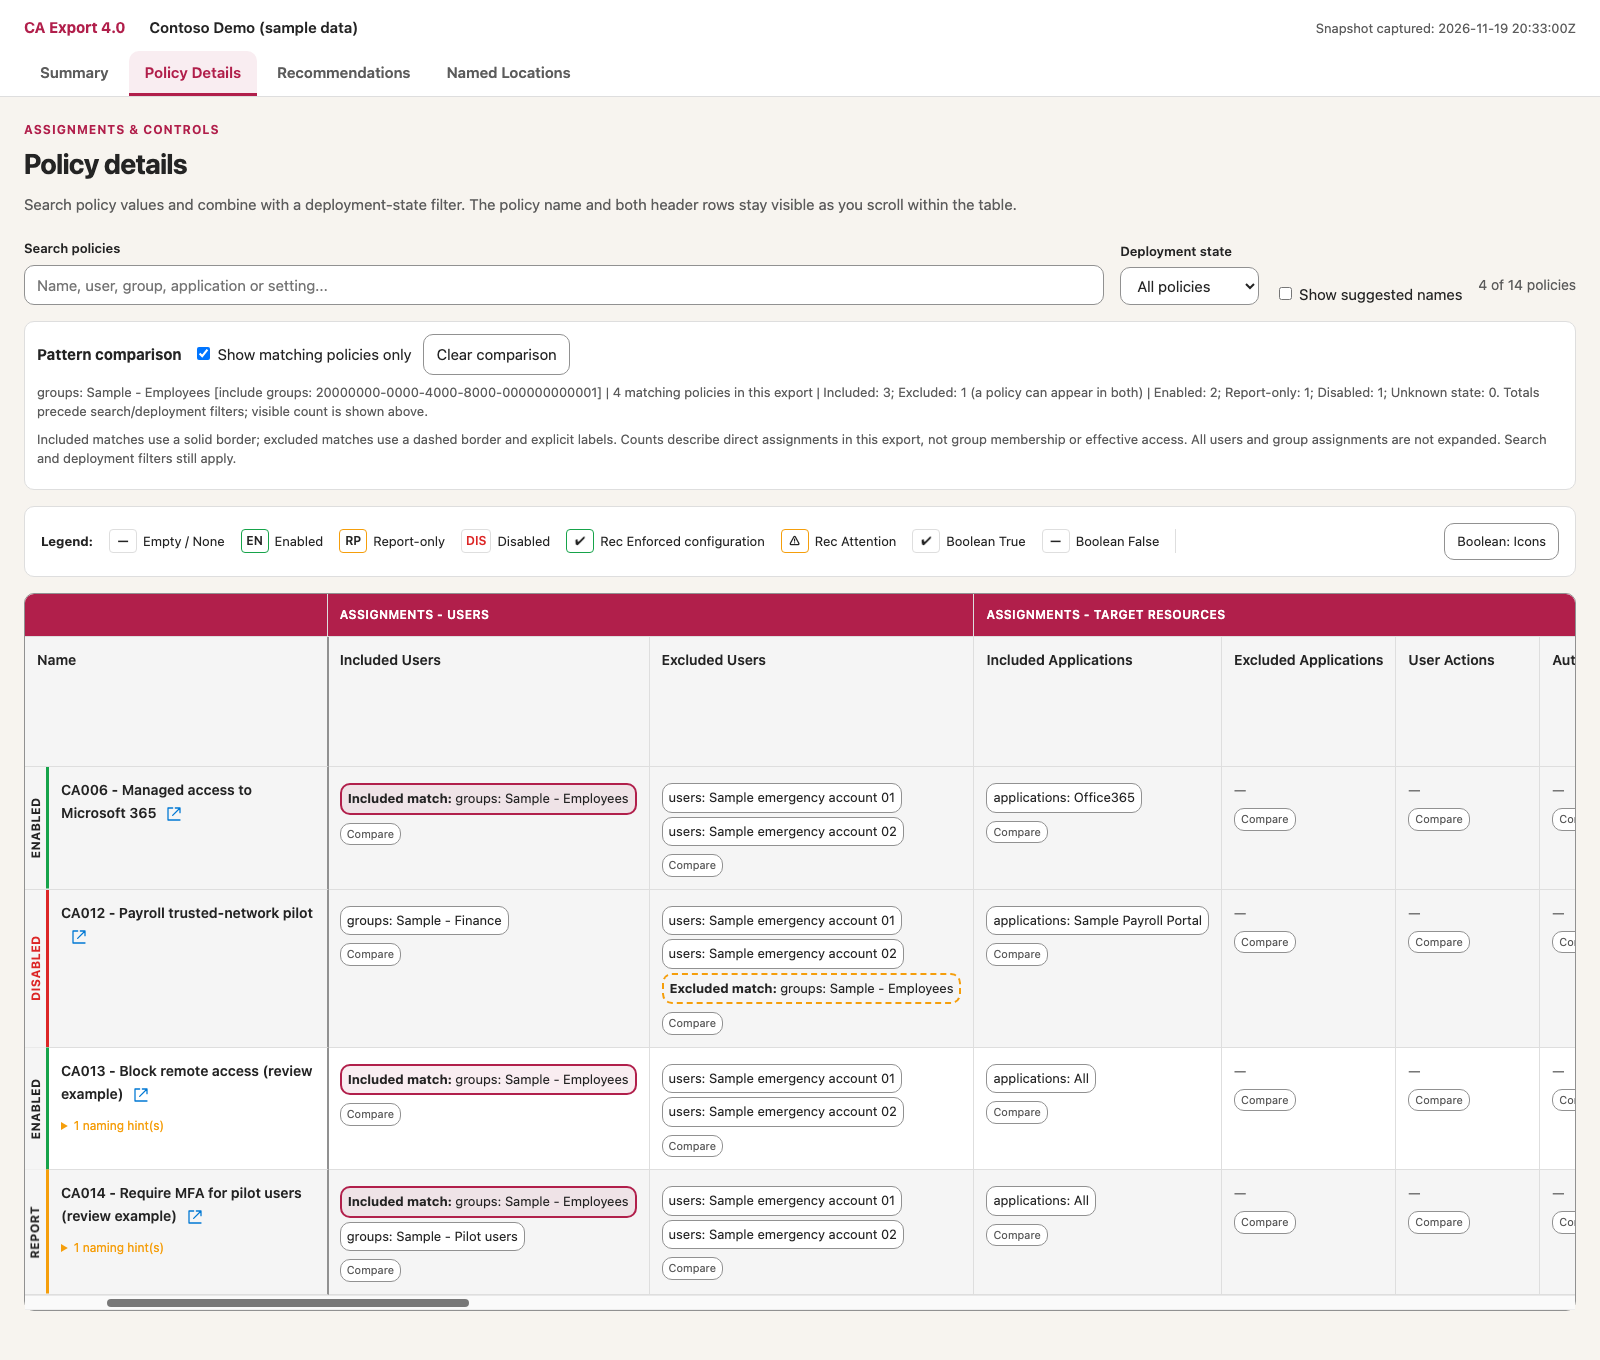 CA Export 4.0 Contoso Demo (sample data) Snapshot captured: 2026-11-19 20:33:00Z
Summary Policy Details Recommendations Named Locations
ASSIGNMENTS & CONTROLS
Policy details
Search policy values and combine with a deployment-state filter. The policy name and both header rows stay visible as you scroll within the table.
Search policies
Name, user, group, application or setting...
Deployment state
All policies
Show suggested names
4 of 14 policies
Pattern comparison Show matching policies only Clear comparison
groups: Sample - Employees [include groups: 20000000-0000-4000-8000-000000000001] | 4 matching policies in this export | Included: 3; Excluded: 1 (a policy can appear in both) | Enabled: 2; Report-only: 1; Disabled: 1; Unknown state: 0. Totals
precede search/deployment filters; visible count is shown above.
Included matches use a solid border; excluded matches use a dashed border and explicit labels. Counts describe direct assignments in this export, not group membership or effective access. All users and group assignments are not expanded. Search
and deployment filters still apply.
Legend: — Empty / None EN Enabled RP Report-only DIS Disabled ✔ Rec Enforced configuration ⚠ Rec Attention ✔ Boolean True — Boolean False Boolean: Icons
ASSIGNMENTS - USERS ASSIGNMENTS - TARGET RESOURCES
Name Included Users Excluded Users Included Applications Excluded Applications User Actions Aut
ENABLED
CA006 - Managed access to
Microsoft 365
Included match: groups: Sample - Employees
Compare
users: Sample emergency account 01
users: Sample emergency account 02
Compare
applications: Office365
Compare
—
Compare
—
Compare
—
Co
DISABLED
CA012 - Payroll trusted-network pilot
groups: Sample - Finance
Compare
users: Sample emergency account 01
users: Sample emergency account 02
Excluded match: groups: Sample - Employees
Compare
applications: Sample Payroll Portal
Compare
—
Compare
—
Compare
—
Co
ENABLED
CA013 - Block remote access (review
example)
1 naming hint(s)
Included match: groups: Sample - Employees
Compare
users: Sample emergency account 01
users: Sample emergency account 02
Compare
applications: All
Compare
—
Compare
—
Compare
—
Co
REPORT
CA014 - Require MFA for pilot users
(review example)
1 naming hint(s)
Included match: groups: Sample - Employees
groups: Sample - Pilot users
Compare
users: Sample emergency account 01
users: Sample emergency account 02
Compare
applications: All
Compare
—
Compare
—
Compare
—
Co